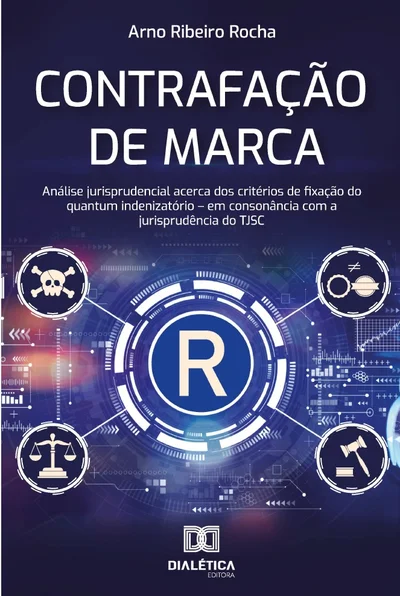 Arno Ribeiro Rocha
CONTRAFAÇÃO
DE MARCA
Análise jurisprudencial acerca dos critérios de fixação do
quantum indenizatório – em consonância com a
jurisprudência do TJSC
≠
R
DIALÉTICA
EDITORA